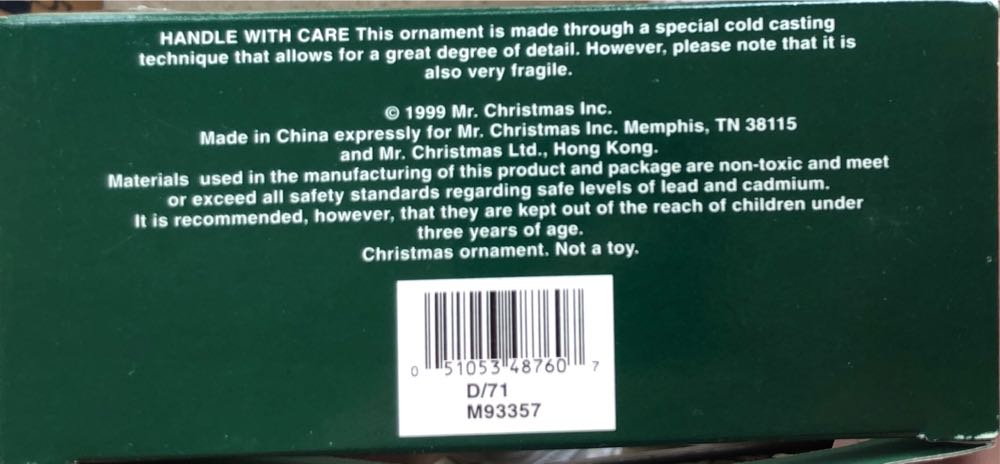 HANDLE WITH CARE This ornament is made through a special cold casting
technique that allows for a great degree of detail. However, please note that it is
also very fragile.
© 1999 Mr. Christmas Inc.
Made in China expressly for Mr. Christmas Inc. Memphis, TN 38115
and Mr. Christmas Ltd., Hong Kong.
Materials used in the manufacturing of this product and package are non-toxic and meet
or exceed all safety standards regarding safe levels of lead and cadmium.
It is recommended, however, that they are kept out of the reach of children under
three years of age.
Christmas ornament. Not a toy.
0 51053 48760 7
D/71
M93357